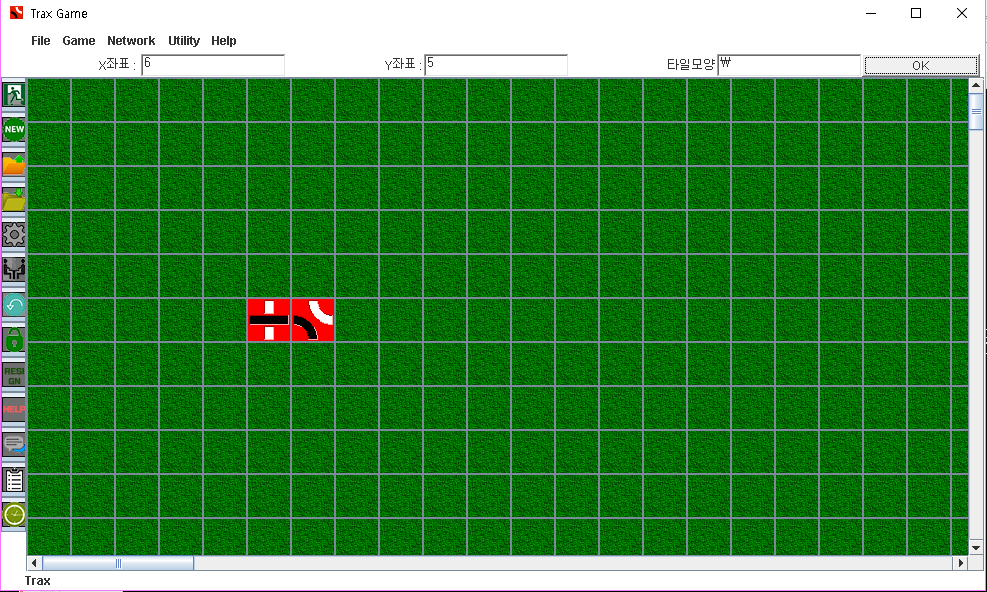 Trax Game
File Game Network Utility Help
X좌표 : 6 Y좌표 : 5 타일모양 ₩ OK
NEW
RESI
GN
HELP
Trax